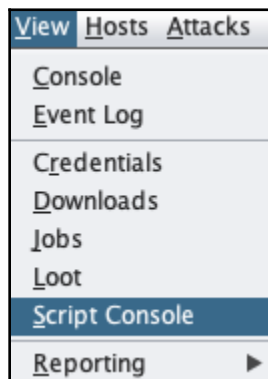 View Hosts Attacks
Console
Event Log
Credentials
Downloads
Jobs
Loot
Script Console
Reporting